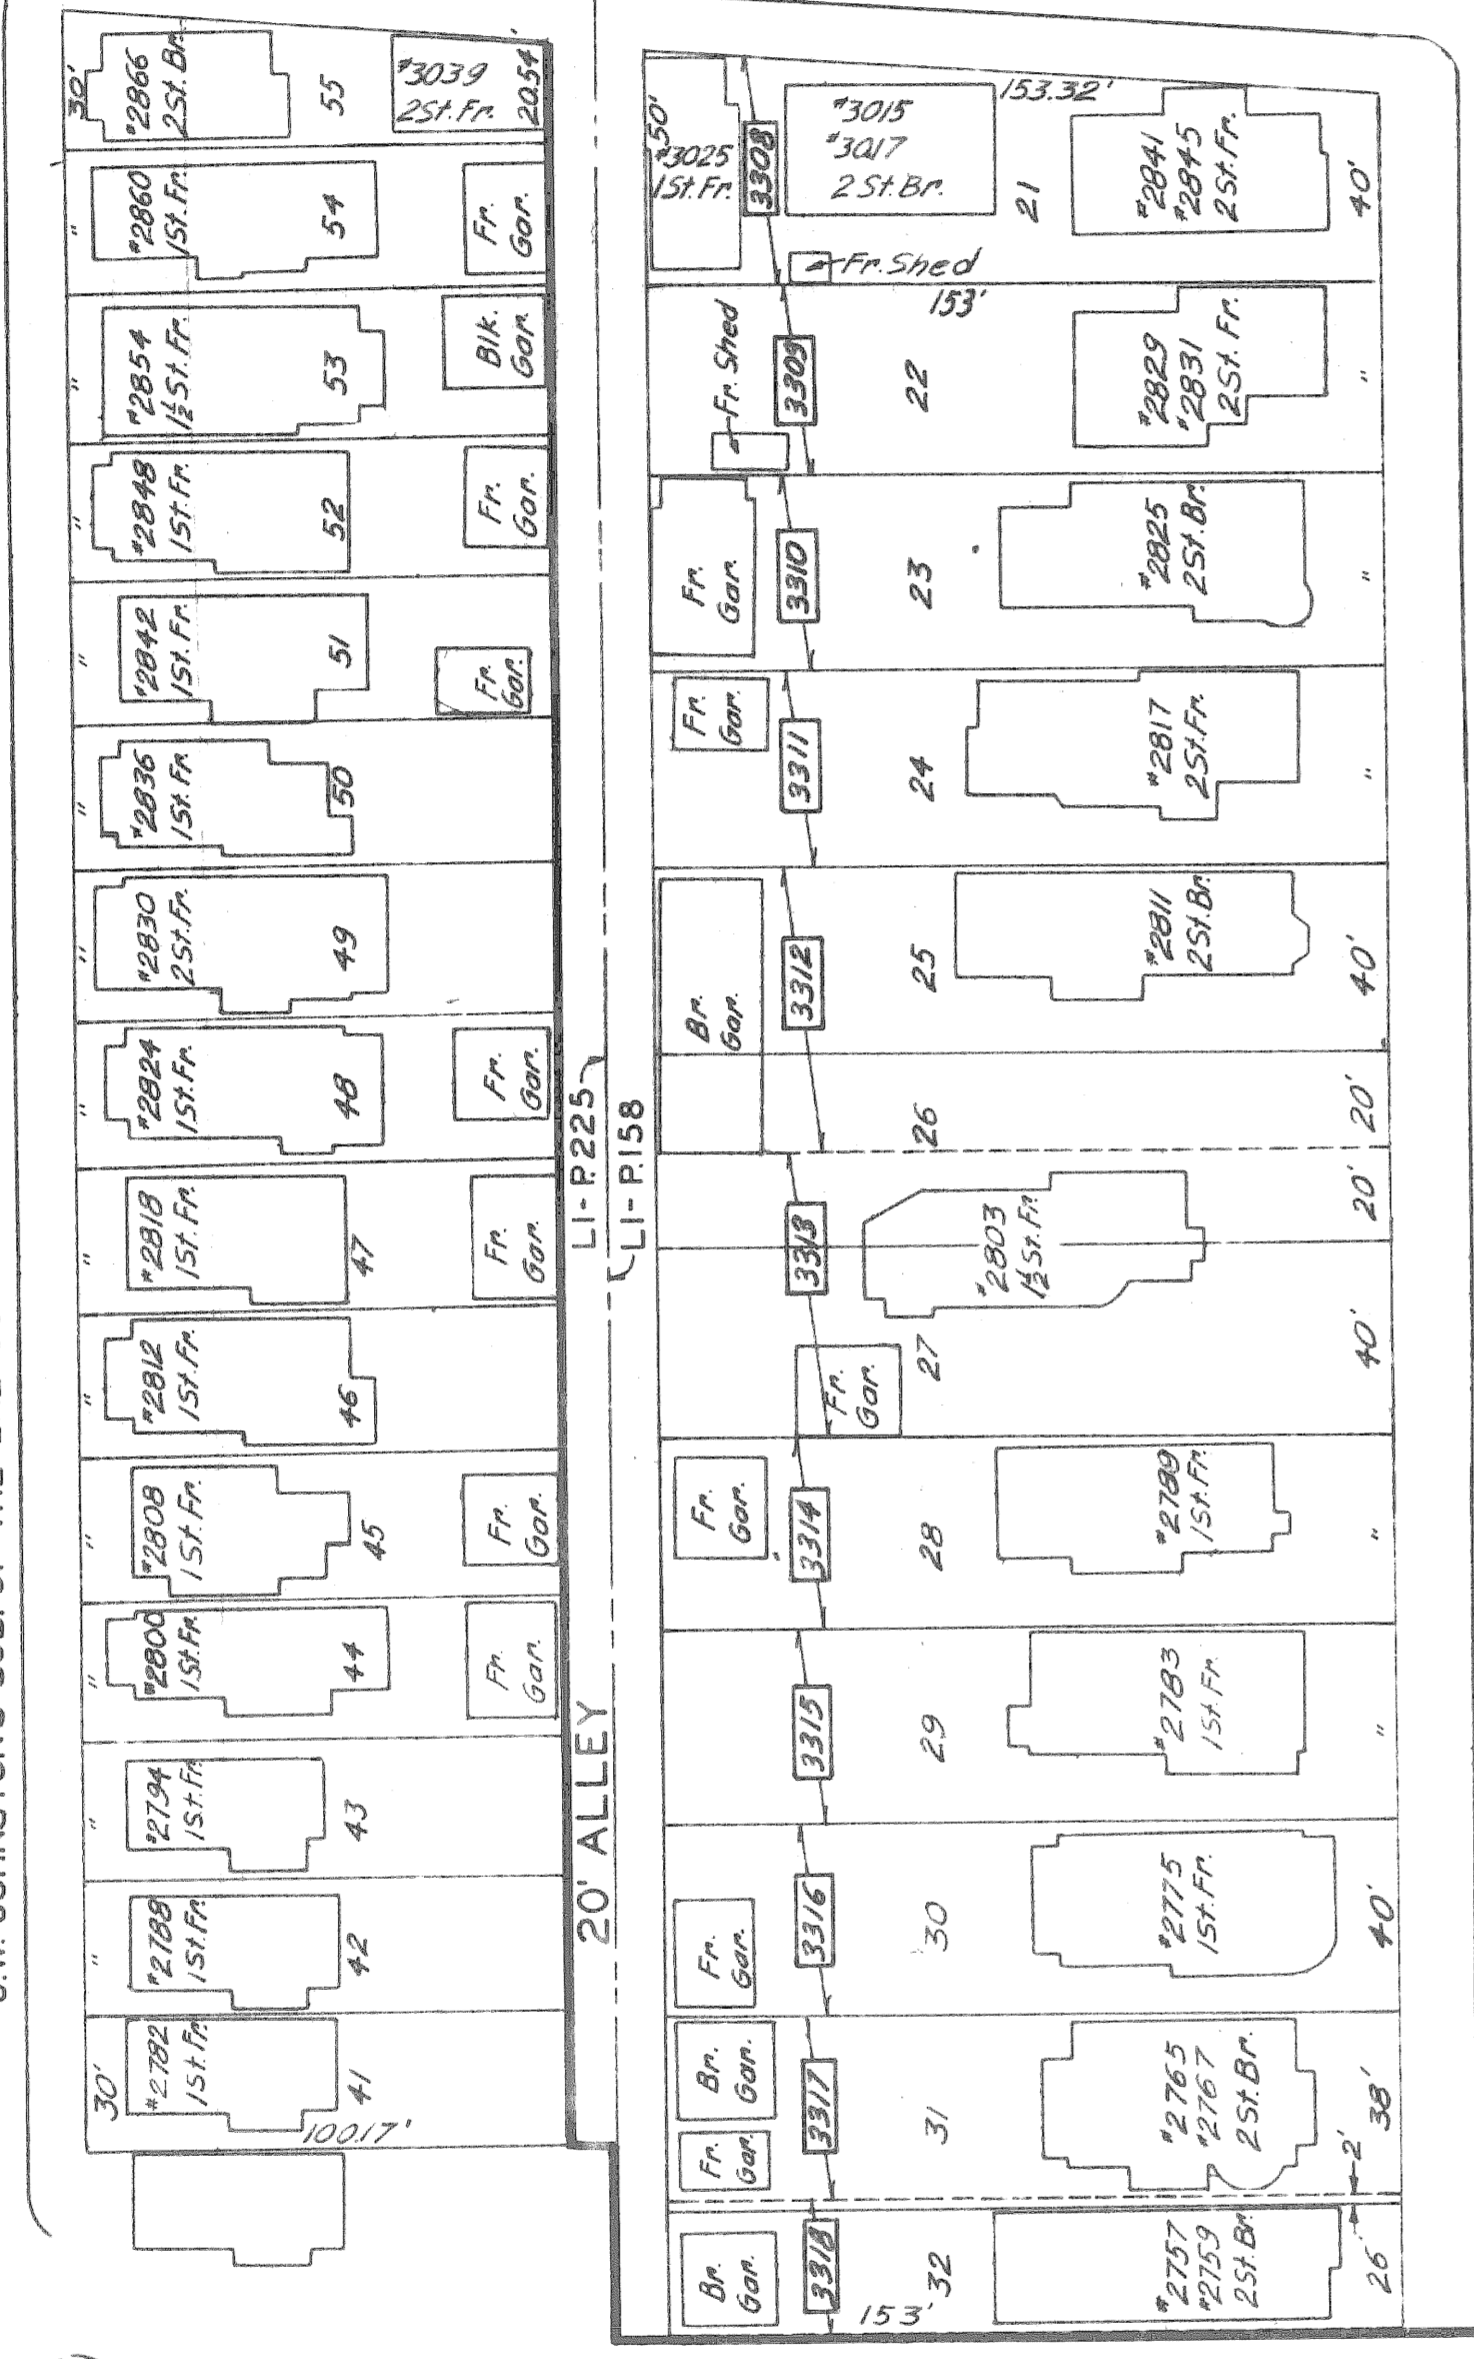 30'
#2866
2St.Br.
55
#3039
2St.Fr.
20.54'
"
#2860
1St.Fr.
54
Fr.
Gar.
"
#2854
1½St.Fr.
53
Blk.
Gar.
"
#2848
1St.Fr.
52
Fr.
Gar.
"
#2842
1St.Fr.
51
Fr.
Gar.
"
#2836
1St.Fr.
50
"
#2830
2St.Fr.
49
"
#2824
1St.Fr.
48
Fr.
Gar.
"
#2818
1St.Fr.
47
Fr.
Gar.
"
#2812
1St.Fr.
46
"
#2808
1St.Fr.
45
Fr.
Gar.
"
#2800
1St.Fr.
44
Fr.
Gar.
"
#2794
1St.Fr.
43
"
#2788
1St.Fr.
42
30'
#2782
1St.Fr.
41
100.17'
LI-P.225
LI-P.158
20' ALLEY
50'
#3025
1St.Fr.
3308
#3015
#3017
2St.Br.
153.32'
Fr.Shed
21
#2841
#2845
2St.Fr.
40'
153'
Fr.Shed
3309
22
#2829
#2831
2St.Fr.
"
Fr.
Gar.
3310
23
#2825
2St.Br.
"
Fr.
Gar.
3311
24
#2817
2St.Fr.
"
Br.
Gar.
3312
25
#2811
2St.Br.
40'
26
20'
20'
3313
#2803
1½St.Fr.
Fr.
Gar.
27
40'
Fr.
Gar.
3314
28
#2789
1St.Fr.
"
3315
29
#2783
1St.Fr.
"
Fr.
Gar.
3316
30
#2775
1St.Fr.
40'
Br.
Gar.
Fr.
Gar.
3317
31
#2765
#2767
2St.Br.
38'
2'
Br.
Gar.
3318
32
153'
#2757
#2759
2St.Br.
26'